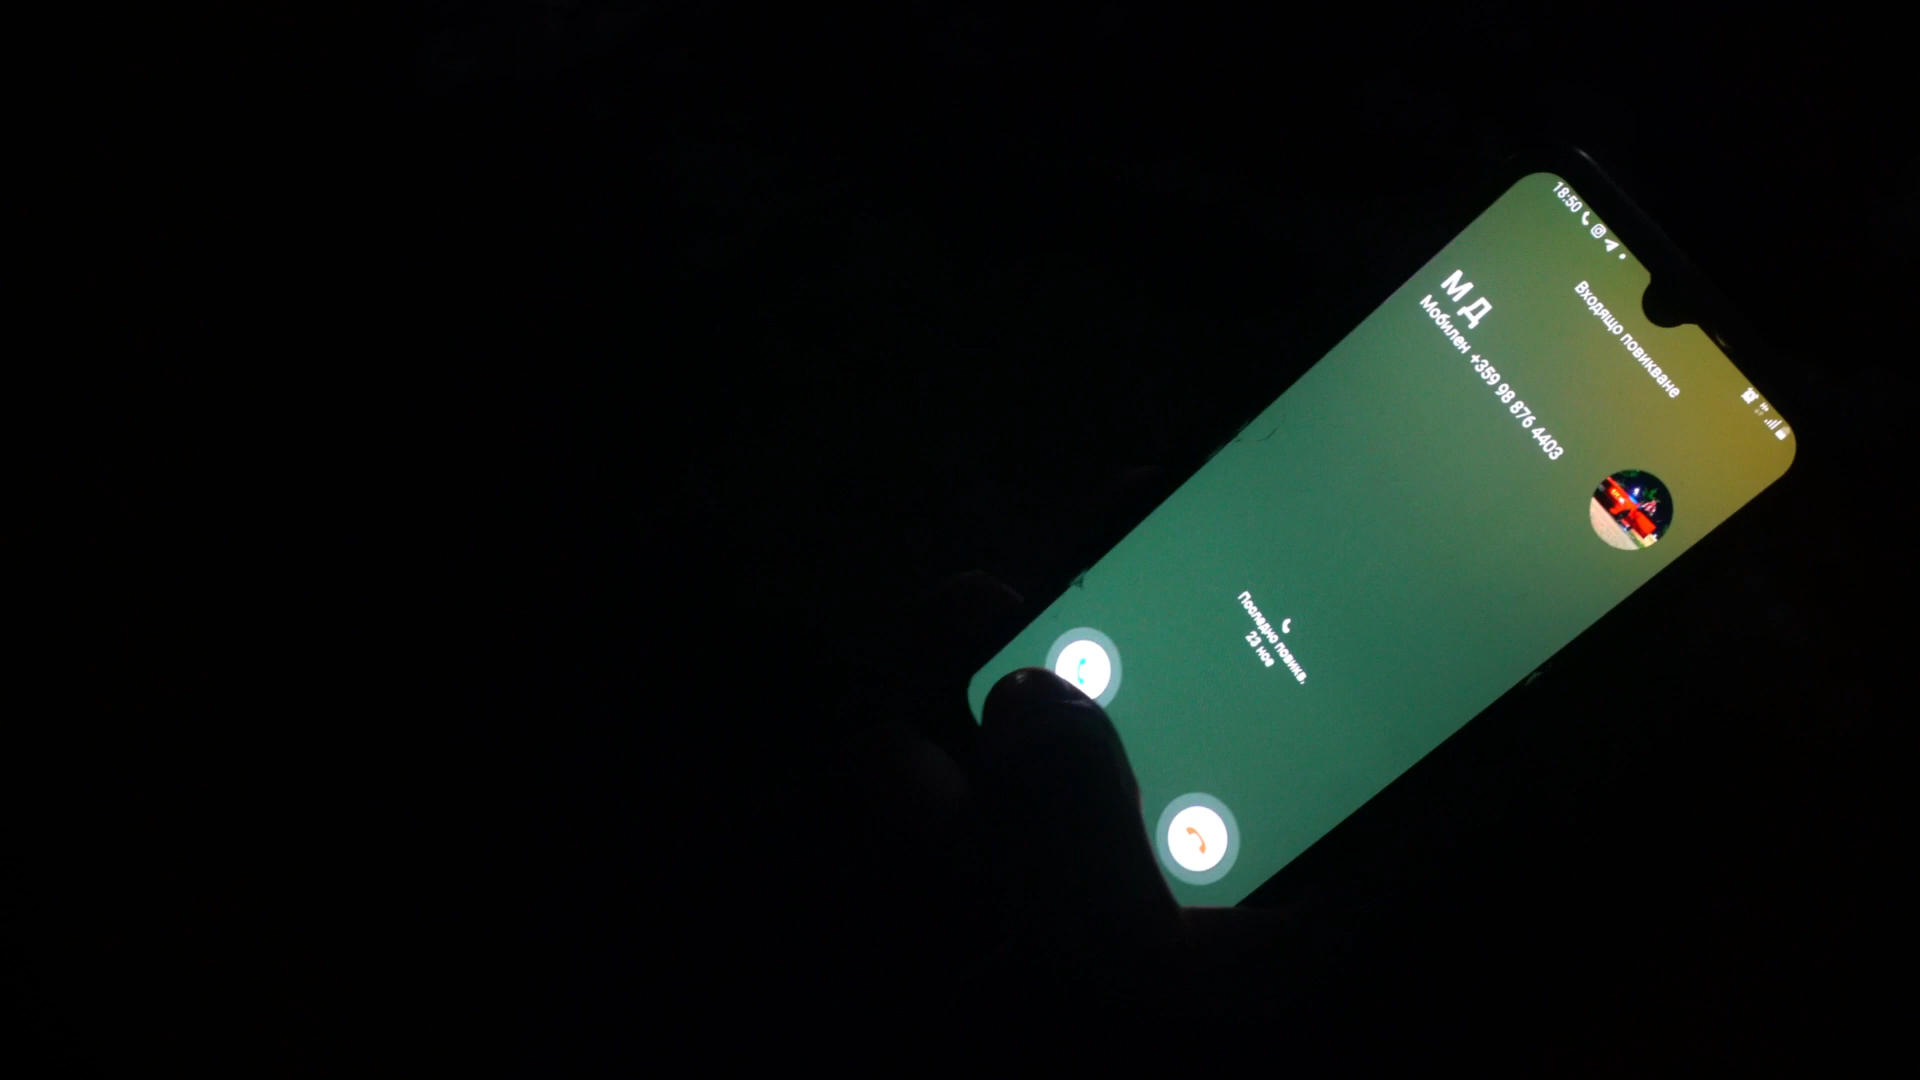 18:50
Входящо повикване
М Д
Мобилен +359 98 876 4403
Последно повикв.
23 ное